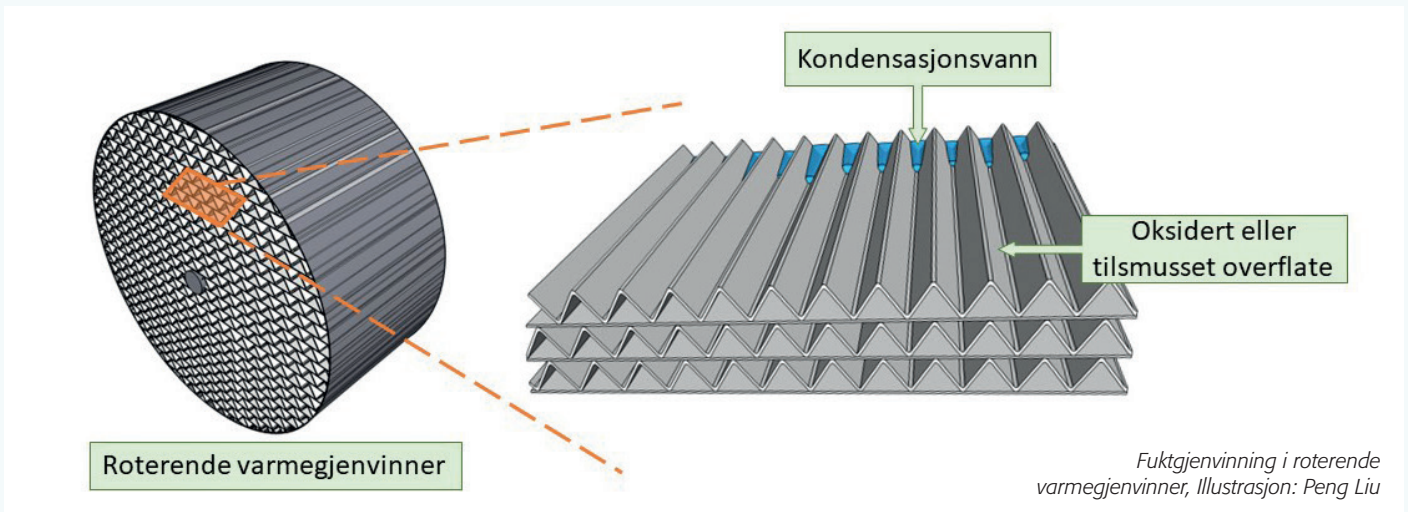 Kondensasjonsvann
Oksidert eller
tilsmusset overflate
Roterende varmegjenvinner
Fuktgjenvinning i roterende
varmegjenvinner, Illustrasjon: Peng Liu